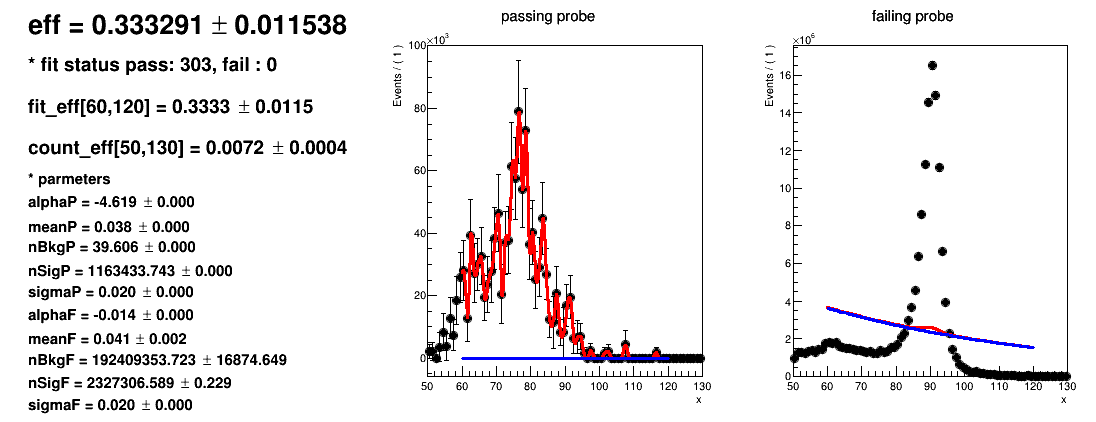 eff = 0.333291 ± 0.011538
* fit status pass: 303, fail : 0
fit_eff[60,120] = 0.3333 ± 0.0115
count_eff[50,130] = 0.0072 ± 0.0004
* parmeters
alphaP = -4.619 ± 0.000
meanP = 0.038 ± 0.000
nBkgP = 39.606 ± 0.000
nSigP = 1163433.743 ± 0.000
sigmaP = 0.020 ± 0.000
alphaF = -0.014 ± 0.000
meanF = 0.041 ± 0.002
nBkgF = 192409353.723 ± 16874.649
nSigF = 2327306.589 ± 0.229
sigmaF = 0.020 ± 0.000
passing probe
×10³
Events / ( 1 )
100
80
60
40
20
0
50 60 70 80 90 100 110 120 130
x
failing probe
×10⁶
Events / ( 1 )
16
14
12
10
8
6
4
2
0
50 60 70 80 90 100 110 120 130
x